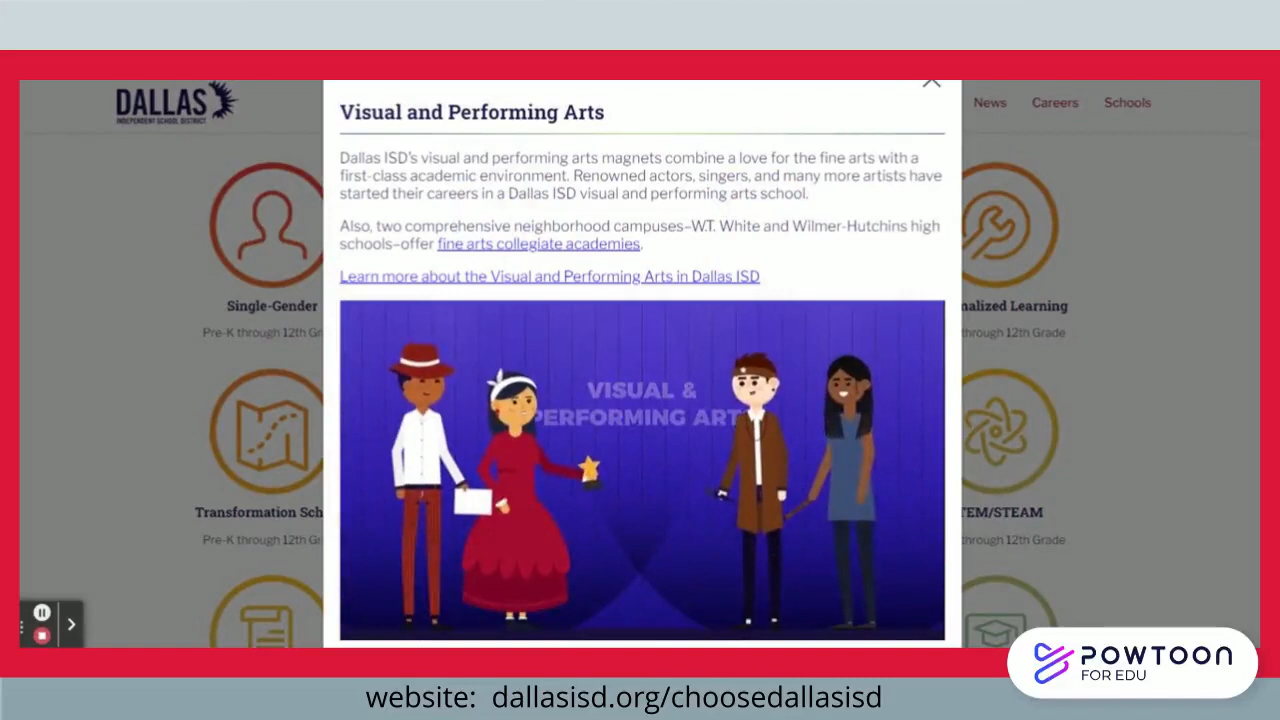 DALLAS
INDEPENDENT SCHOOL DISTRICT
News Careers Schools
Visual and Performing Arts
Dallas ISD's visual and performing arts magnets combine a love for the fine arts with a
first-class academic environment. Renowned actors, singers, and many more artists have
started their careers in a Dallas ISD visual and performing arts school.
Also, two comprehensive neighborhood campuses–W.T. White and Wilmer-Hutchins high
schools–offer fine arts collegiate academies.
Learn more about the Visual and Performing Arts in Dallas ISD
VISUAL &
PERFORMING ART
Single-Gender
Pre-K through 12th Gr
nalized Learning
through 12th Grade
Transformation Sch
Pre-K through 12th Gr
TEM/STEAM
through 12th Grade
POWTOON
FOR EDU
website: dallasisd.org/choosedallasisd